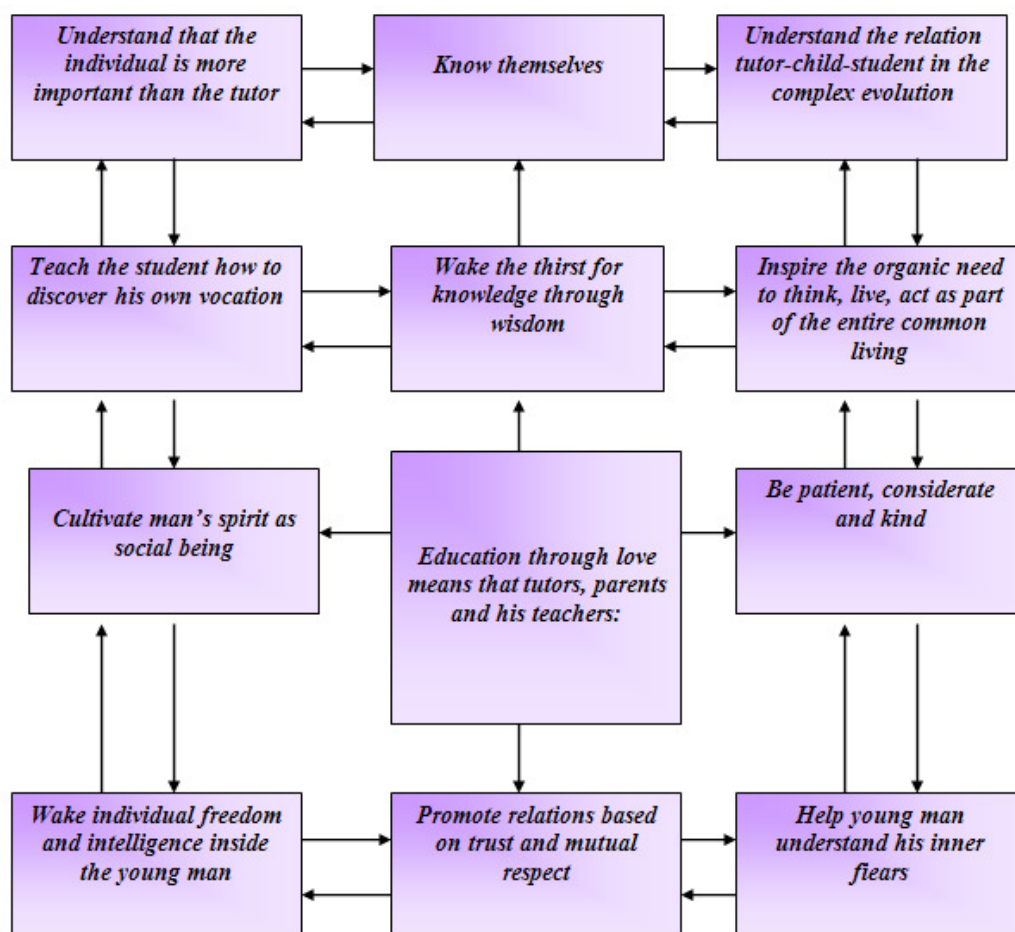 Understand that the
individual is more
important than the tutor
Know themselves
Understand the relation
tutor-child-student in the
complex evolution
Teach the student how to
discover his own vocation
Wake the thirst for
knowledge through
wisdom
Inspire the organic need
to think, live, act as part
of the entire common
living
Cultivate man's spirit as
social being
Education through love
means that tutors, parents
and his teachers:
Be patient, considerate
and kind
Wake individual freedom
and intelligence inside
the young man
Promote relations based
on trust and mutual
respect
Help young man
understand his inner
fiears